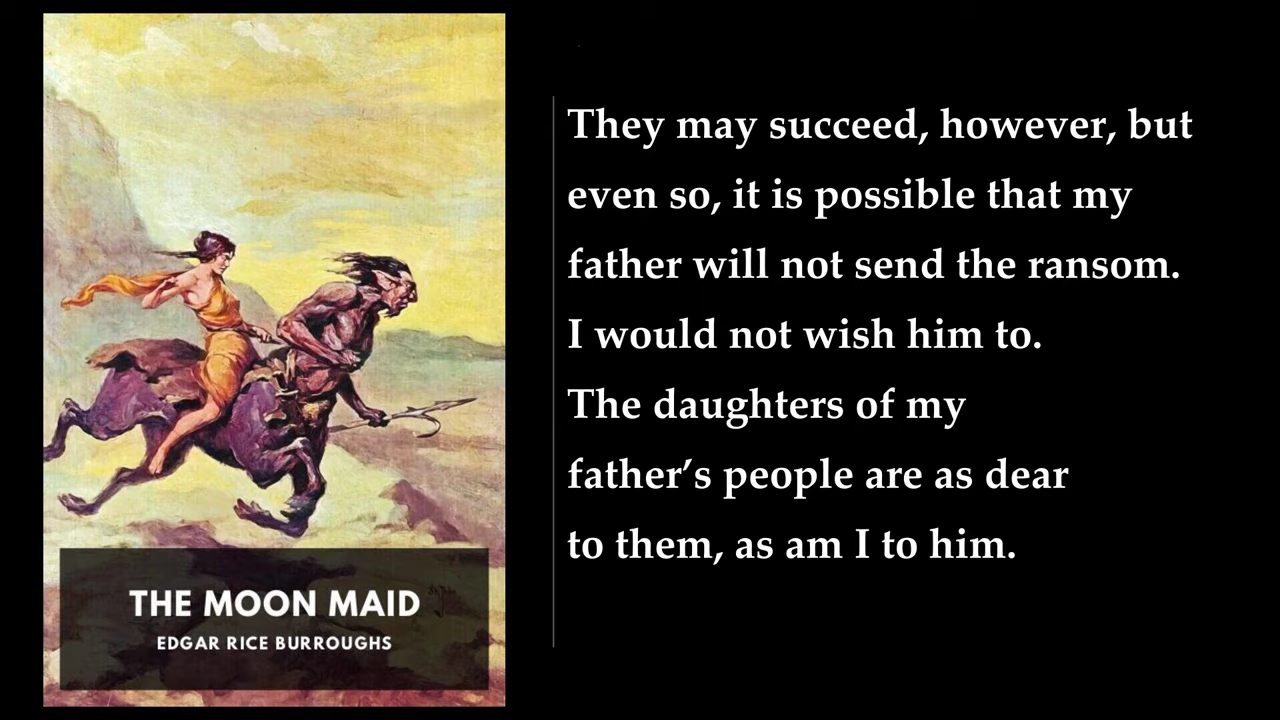 They may succeed, however, but
even so, it is possible that my
father will not send the ransom.
I would not wish him to.
The daughters of my
father’s people are as dear
to them, as am I to him.
THE MOON MAID
EDGAR RICE BURROUGHS